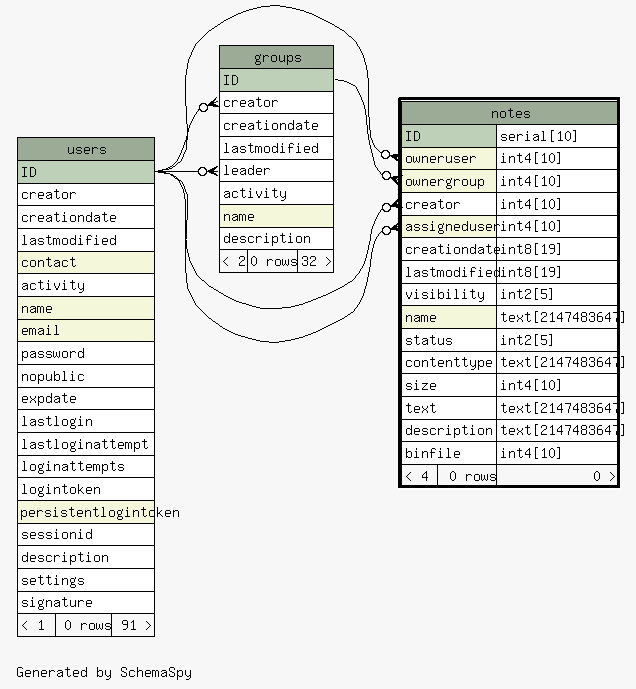 groups
ID
creator
creationdate
lastmodified
leader
activity
name
description
< 2 0 rows 32 >
notes
ID serial[10]
owneruser int4[10]
ownergroup int4[10]
creator int4[10]
assigneduser int4[10]
creationdate int8[19]
lastmodified int8[19]
visibility int2[5]
name text[2147483647]
status int2[5]
contenttype text[2147483647]
size int4[10]
text text[2147483647]
description text[2147483647]
binfile int4[10]
< 4 0 rows 0 >
users
ID
creator
creationdate
lastmodified
contact
activity
name
email
password
nopublic
expdate
lastlogin
lastloginattempt
loginattempts
logintoken
persistentlogintoken
sessionid
description
settings
signature
< 1 0 rows 91 >
Generated by SchemaSpy